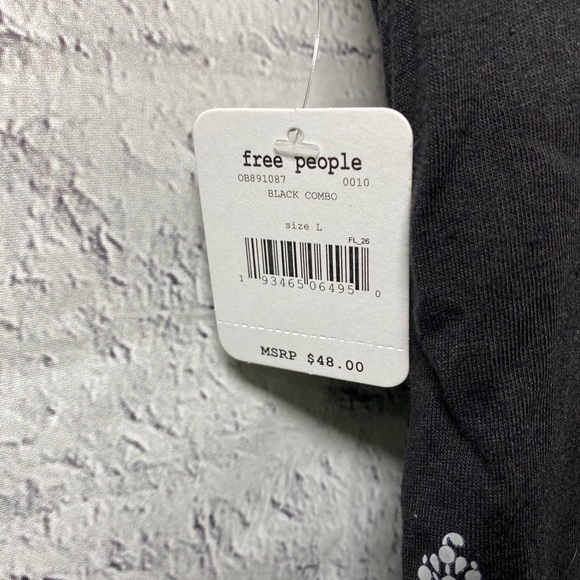 free people
OB891087 0010
BLACK COMBO
size L
FL_26
1 93465 06495 0
MSRP $48.00